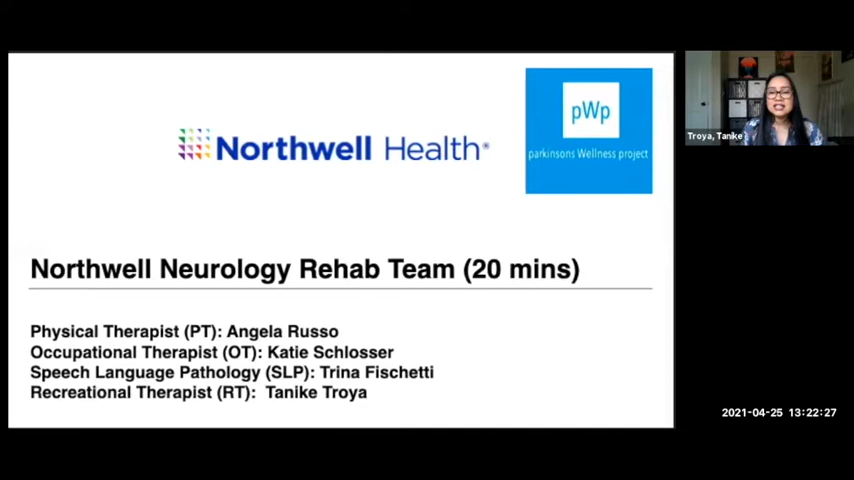 Northwell Health®
pWp
parkinsons Wellness project
Troya, Tanike
Northwell Neurology Rehab Team (20 mins)
Physical Therapist (PT): Angela Russo
Occupational Therapist (OT): Katie Schlosser
Speech Language Pathology (SLP): Trina Fischetti
Recreational Therapist (RT): Tanike Troya
2021-04-25 13:22:27